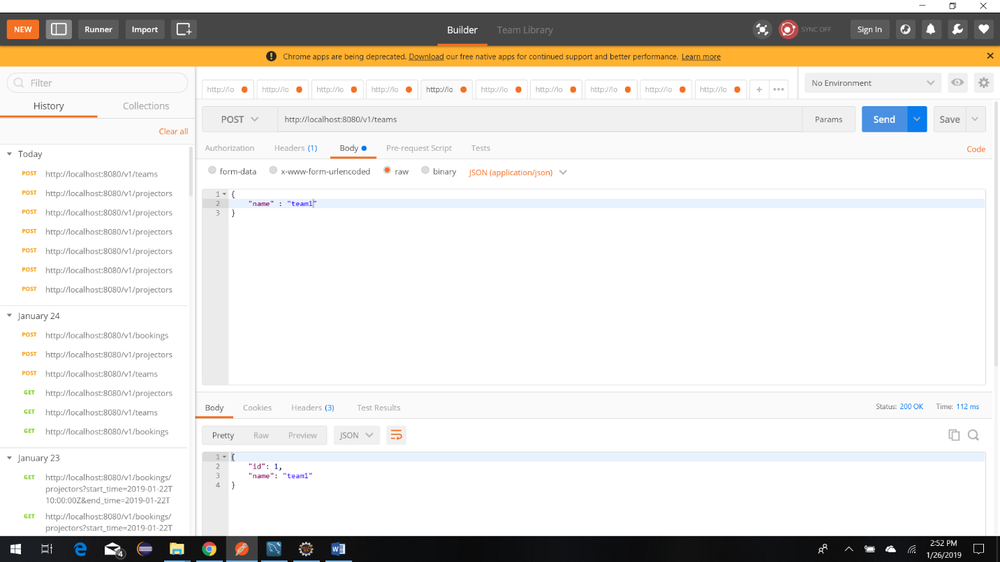 NEW Runner Import Builder Team Library SYNC OFF Sign In
Chrome apps are being deprecated. Download our free native apps for continued support and better performance. Learn more
Filter
History Collections
Clear all
Today
POST http://localhost:8080/v1/teams
POST http://localhost:8080/v1/projectors
POST http://localhost:8080/v1/projectors
POST http://localhost:8080/v1/projectors
POST http://localhost:8080/v1/projectors
POST http://localhost:8080/v1/projectors
POST http://localhost:8080/v1/projectors
January 24
POST http://localhost:8080/v1/bookings
POST http://localhost:8080/v1/projectors
POST http://localhost:8080/v1/teams
GET http://localhost:8080/v1/projectors
GET http://localhost:8080/v1/teams
GET http://localhost:8080/v1/bookings
January 23
GET http://localhost:8080/v1/bookings/
projectors?start_time=2019-01-22T
10:00:00Z&end_time=2019-01-22T
GET http://localhost:8080/v1/bookings/
projectors?start_time=2019-01-22T
http://lo http://lo http://lo http://lo http://lo http://lo http://lo http://lo http://lo http://lo + •••
No Environment
POST http://localhost:8080/v1/teams Params Send Save
Authorization Headers (1) Body Pre-request Script Tests Code
form-data x-www-form-urlencoded raw binary JSON (application/json)
1 {
2 "name" : "team1"
3 }
Body Cookies Headers (3) Test Results Status: 200 OK Time: 112 ms
Pretty Raw Preview JSON
1 {
2 "id": 1,
3 "name": "team1"
4 }
4
2:52 PM
1/26/2019